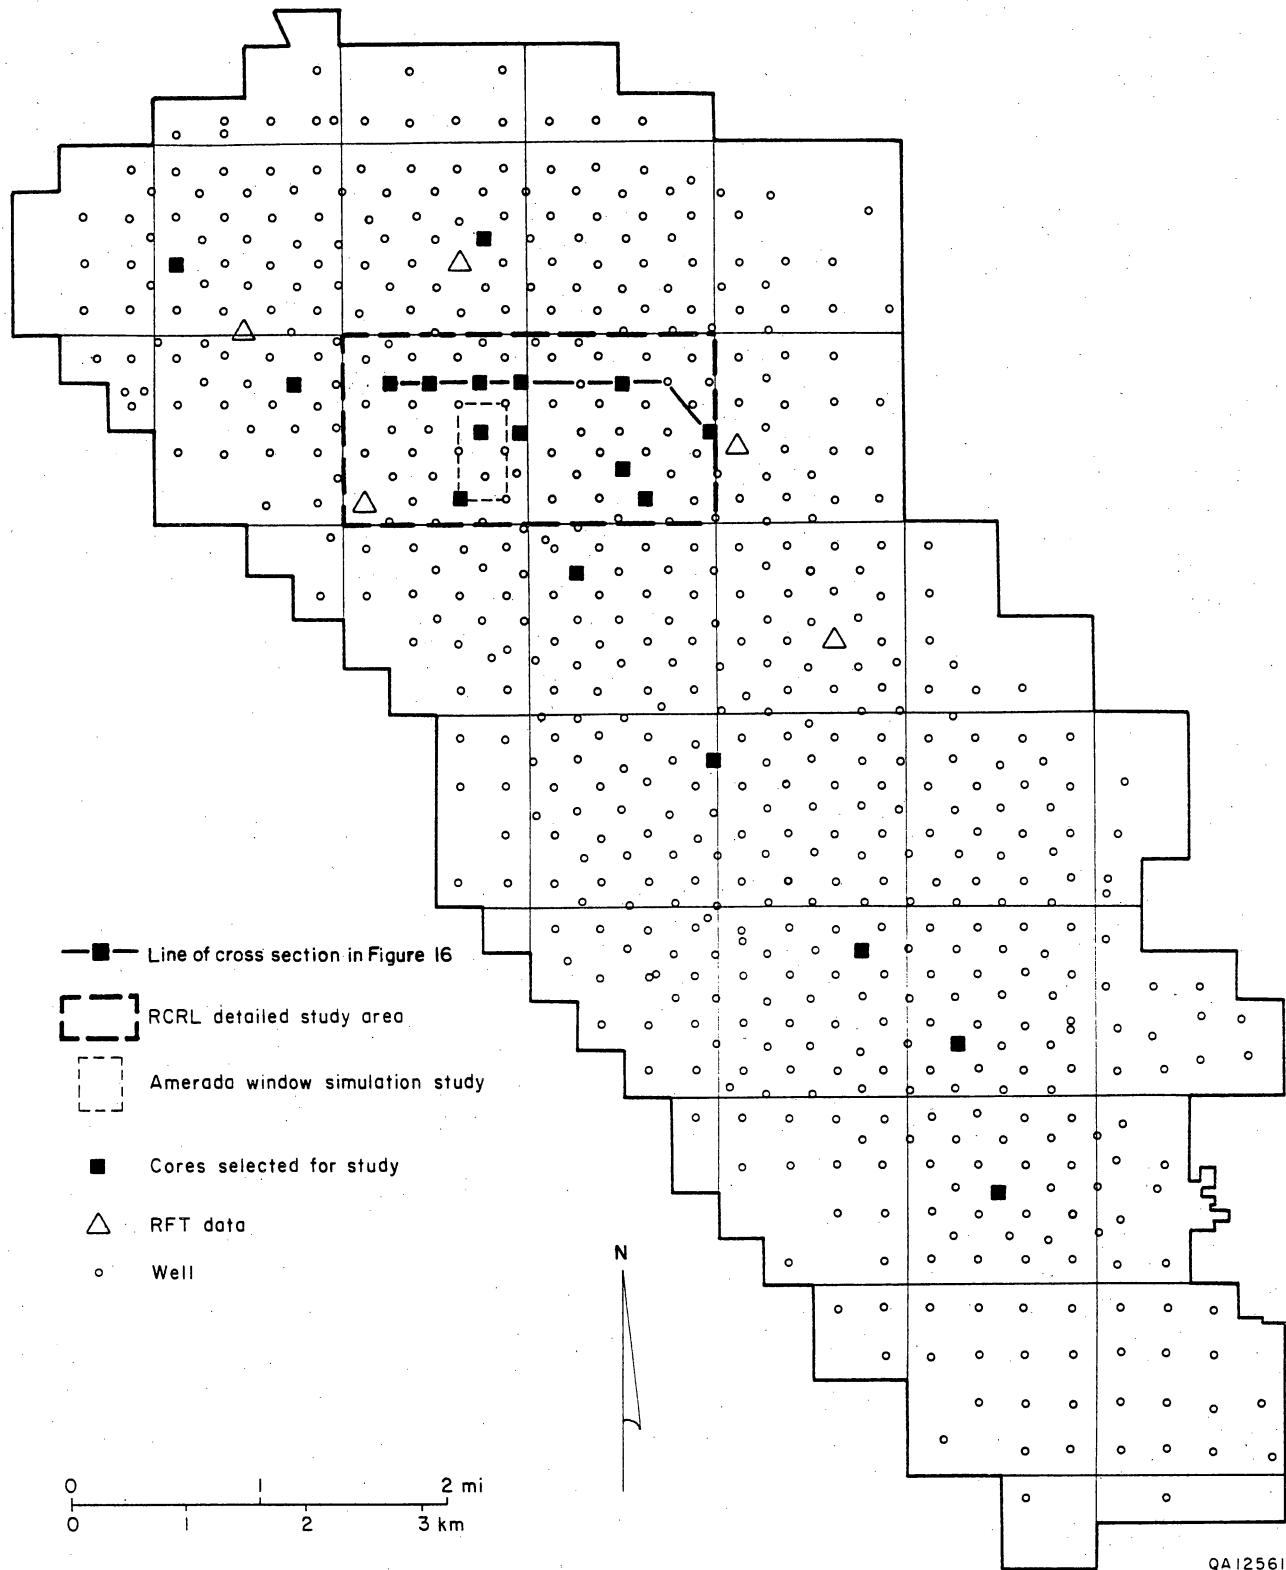 Line of cross section in Figure 16
RCRL detailed study area
Amerada window simulation study
Cores selected for study
RFT data
Well
N
0 1 2 mi
0 1 2 3 km
QA12561